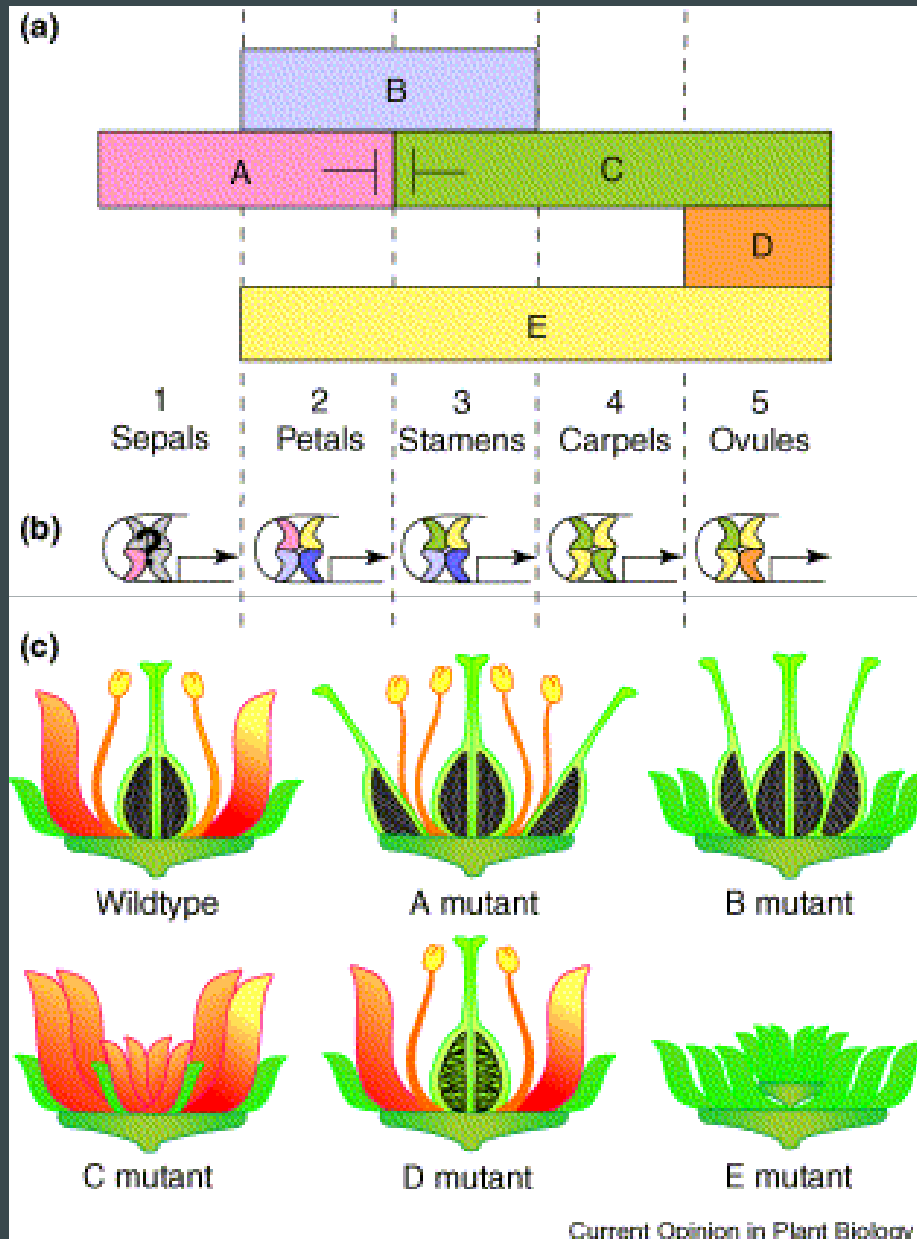 (a)
B
A
C
D
E
1 2 3 4 5
Sepals Petals Stamens Carpels Ovules
(b)
?
(c)
Wildtype A mutant B mutant
C mutant D mutant E mutant
Current Opinion in Plant Biology